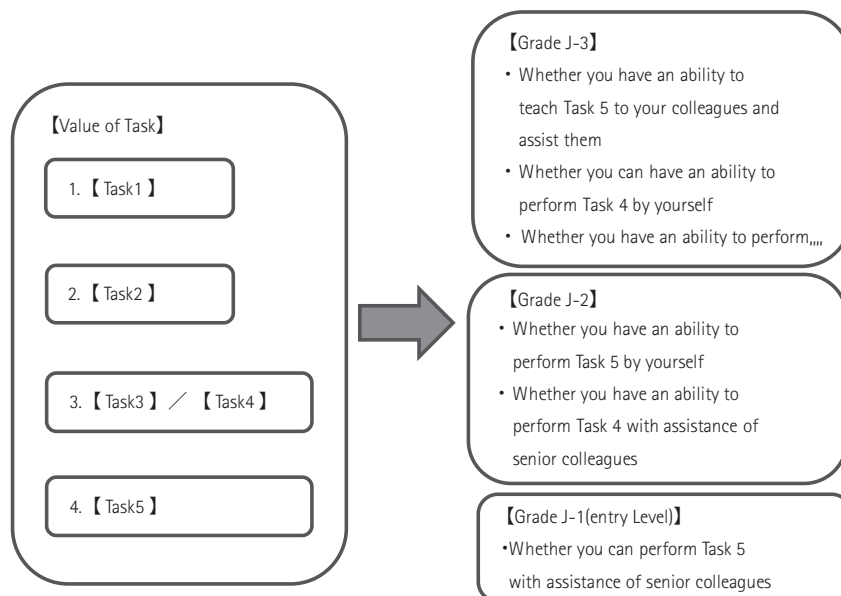 【Value of Task】
1.【 Task1 】
2.【 Task2 】
3.【 Task3 】 ／ 【 Task4 】
4.【 Task5 】
【Grade J-3】
・ Whether you have an ability to
teach Task 5 to your colleagues and
assist them
・ Whether you can have an ability to
perform Task 4 by yourself
・ Whether you have an ability to perform,,,,
【Grade J-2】
・ Whether you have an ability to
perform Task 5 by yourself
・ Whether you have an ability to
perform Task 4 with assistance of
senior colleagues
【Grade J-1(entry Level)】
・Whether you can perform Task 5
with assistance of senior colleagues